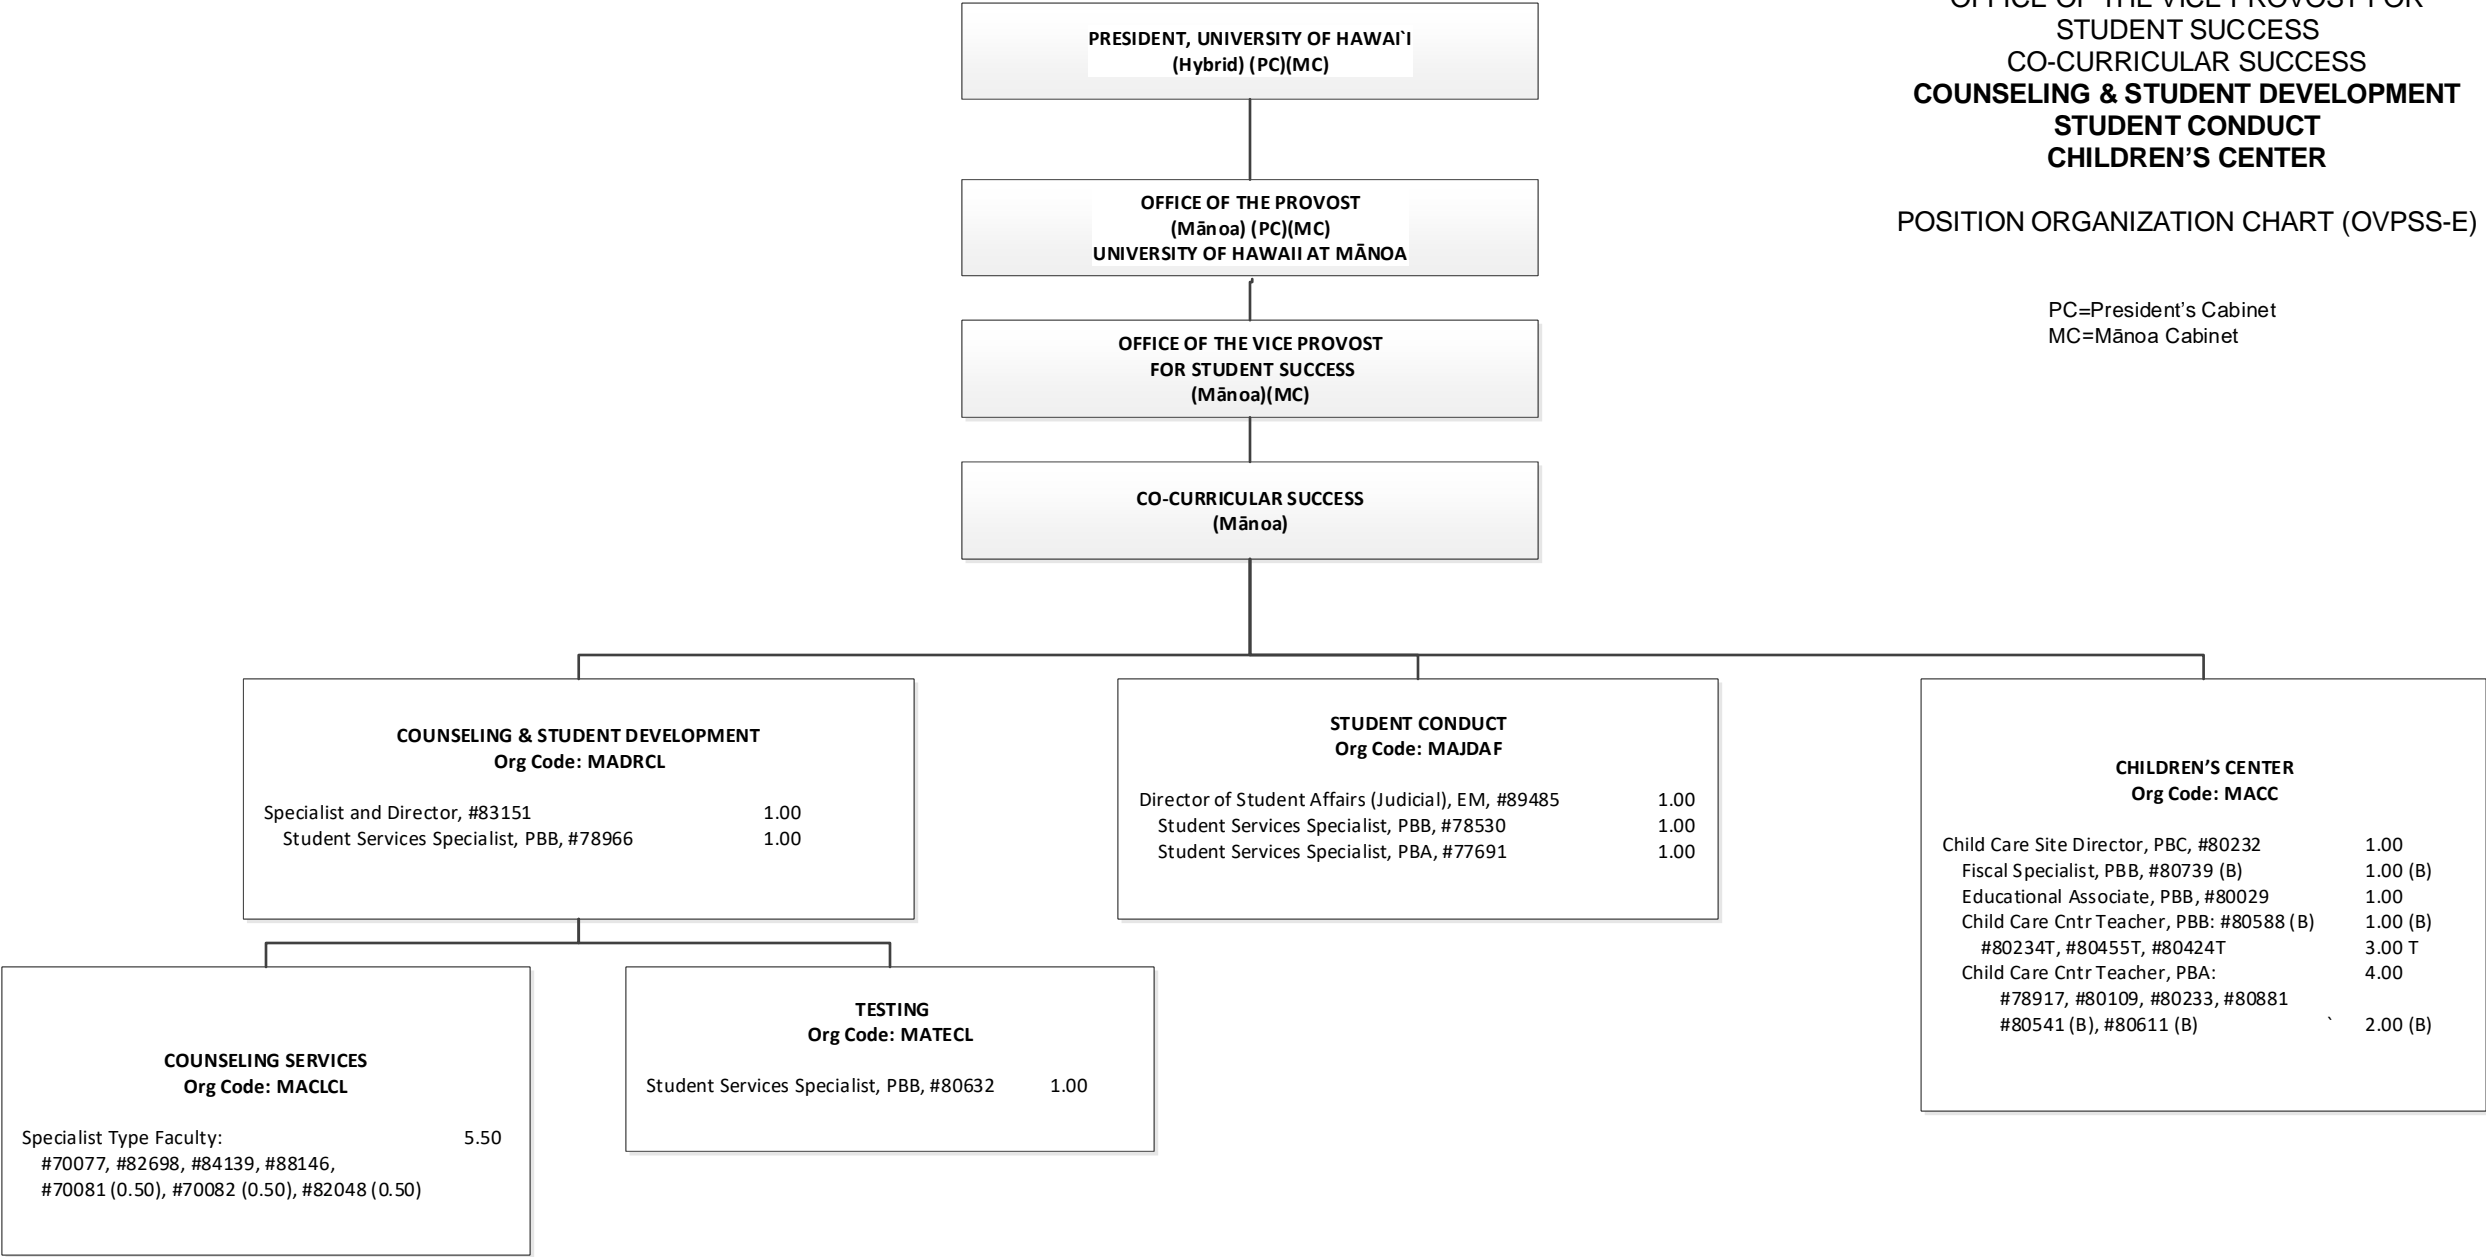 OFFICE OF THE VICE PROVOST FOR
STUDENT SUCCESS
CO-CURRICULAR SUCCESS
COUNSELING & STUDENT DEVELOPMENT
STUDENT CONDUCT
CHILDREN’S CENTER
POSITION ORGANIZATION CHART (OVPSS-E)
PC=President’s Cabinet
MC=Mānoa Cabinet
PRESIDENT, UNIVERSITY OF HAWAI`I
(Hybrid) (PC)(MC)
OFFICE OF THE PROVOST
(Mānoa) (PC)(MC)
UNIVERSITY OF HAWAII AT MĀNOA
OFFICE OF THE VICE PROVOST
FOR STUDENT SUCCESS
(Mānoa)(MC)
CO-CURRICULAR SUCCESS
(Mānoa)
COUNSELING & STUDENT DEVELOPMENT
Org Code: MADRCL
Specialist and Director, #83151 1.00
Student Services Specialist, PBB, #78966 1.00
STUDENT CONDUCT
Org Code: MAJDAF
Director of Student Affairs (Judicial), EM, #89485 1.00
Student Services Specialist, PBB, #78530 1.00
Student Services Specialist, PBA, #77691 1.00
CHILDREN’S CENTER
Org Code: MACC
Child Care Site Director, PBC, #80232 1.00
Fiscal Specialist, PBB, #80739 (B) 1.00 (B)
Educational Associate, PBB, #80029 1.00
Child Care Cntr Teacher, PBB: #80588 (B) 1.00 (B)
#80234T, #80455T, #80424T 3.00 T
Child Care Cntr Teacher, PBA: 4.00
#78917, #80109, #80233, #80881
#80541 (B), #80611 (B) ` 2.00 (B)
COUNSELING SERVICES
Org Code: MACLCL
Specialist Type Faculty: 5.50
#70077, #82698, #84139, #88146,
#70081 (0.50), #70082 (0.50), #82048 (0.50)
TESTING
Org Code: MATECL
Student Services Specialist, PBB, #80632 1.00